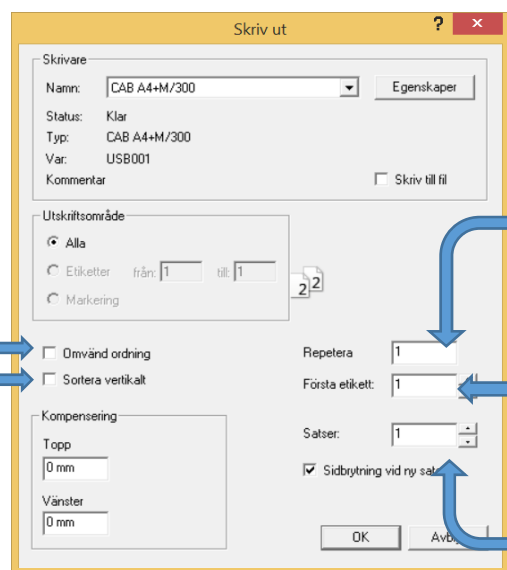 Skriv ut
? ×
Skrivare
Namn: CAB A4+M/300 Egenskaper
Status: Klar
Typ: CAB A4+M/300
Var: USB001
Kommentar Skriv till fil
Utskriftsområde
Alla
Etiketter från: 1 till: 1
Markering
2 2
Omvänd ordning
Sortera vertikalt
Repetera 1
Första etikett: 1
Kompensering
Topp
0 mm
Vänster
0 mm
Satser: 1
Sidbrytning vid ny
OK